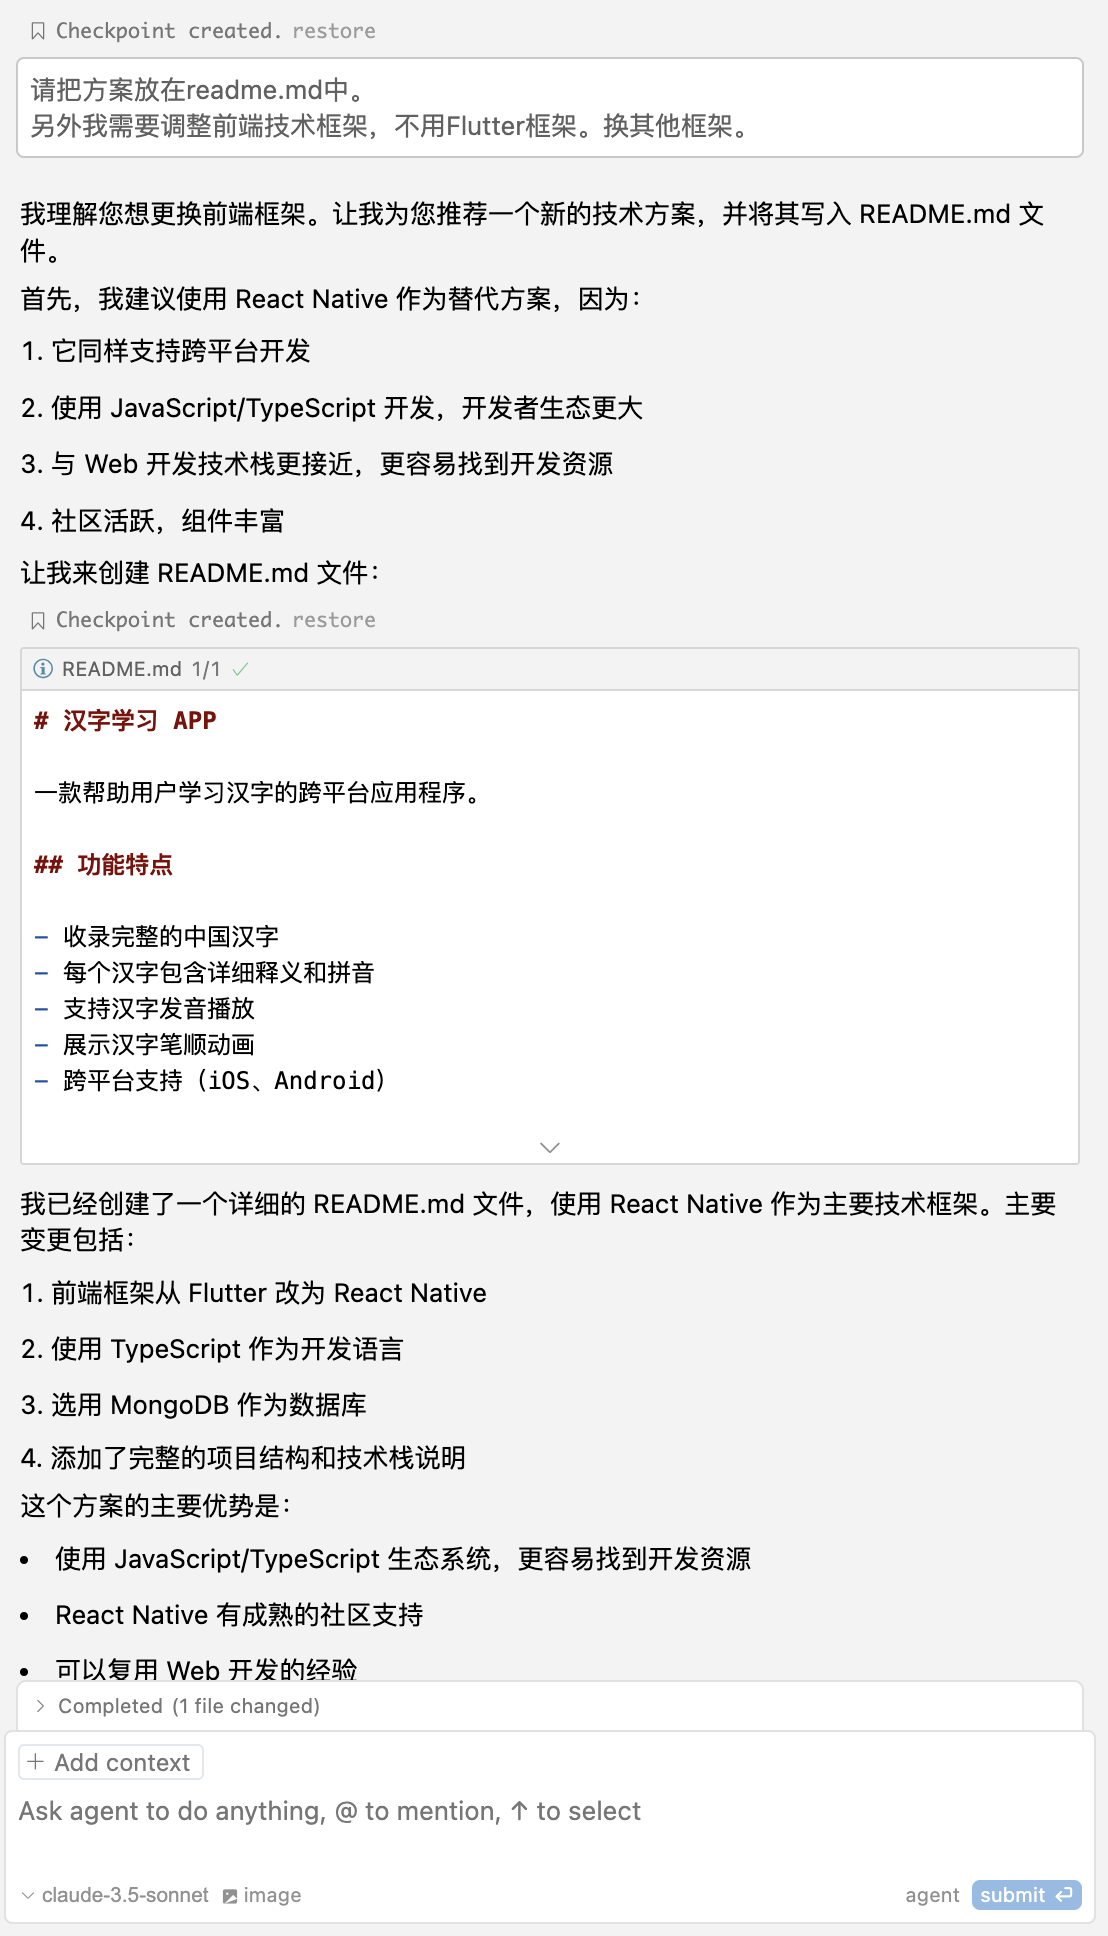 Checkpoint created. restore
请把方案放在readme.md中。
另外我需要调整前端技术框架，不用Flutter框架。换其他框架。
我理解您想更换前端框架。让我为您推荐一个新的技术方案，并将其写入 README.md 文
件。
首先，我建议使用 React Native 作为替代方案，因为：
1. 它同样支持跨平台开发
2. 使用 JavaScript/TypeScript 开发，开发者生态更大
3. 与 Web 开发技术栈更接近，更容易找到开发资源
4. 社区活跃，组件丰富
让我来创建 README.md 文件：
Checkpoint created. restore
README.md 1/1
# 汉字学习 APP
一款帮助用户学习汉字的跨平台应用程序。
## 功能特点
- 收录完整的中国汉字
- 每个汉字包含详细释义和拼音
- 支持汉字发音播放
- 展示汉字笔顺动画
- 跨平台支持（iOS、Android）
我已经创建了一个详细的 README.md 文件，使用 React Native 作为主要技术框架。主要
变更包括：
1. 前端框架从 Flutter 改为 React Native
2. 使用 TypeScript 作为开发语言
3. 选用 MongoDB 作为数据库
4. 添加了完整的项目结构和技术栈说明
这个方案的主要优势是：
• 使用 JavaScript/TypeScript 生态系统，更容易找到开发资源
• React Native 有成熟的社区支持
• 可以复用 Web 开发的经验
Completed (1 file changed)
+ Add context
Ask agent to do anything, @ to mention, ↑ to select
claude-3.5-sonnet image
agent submit